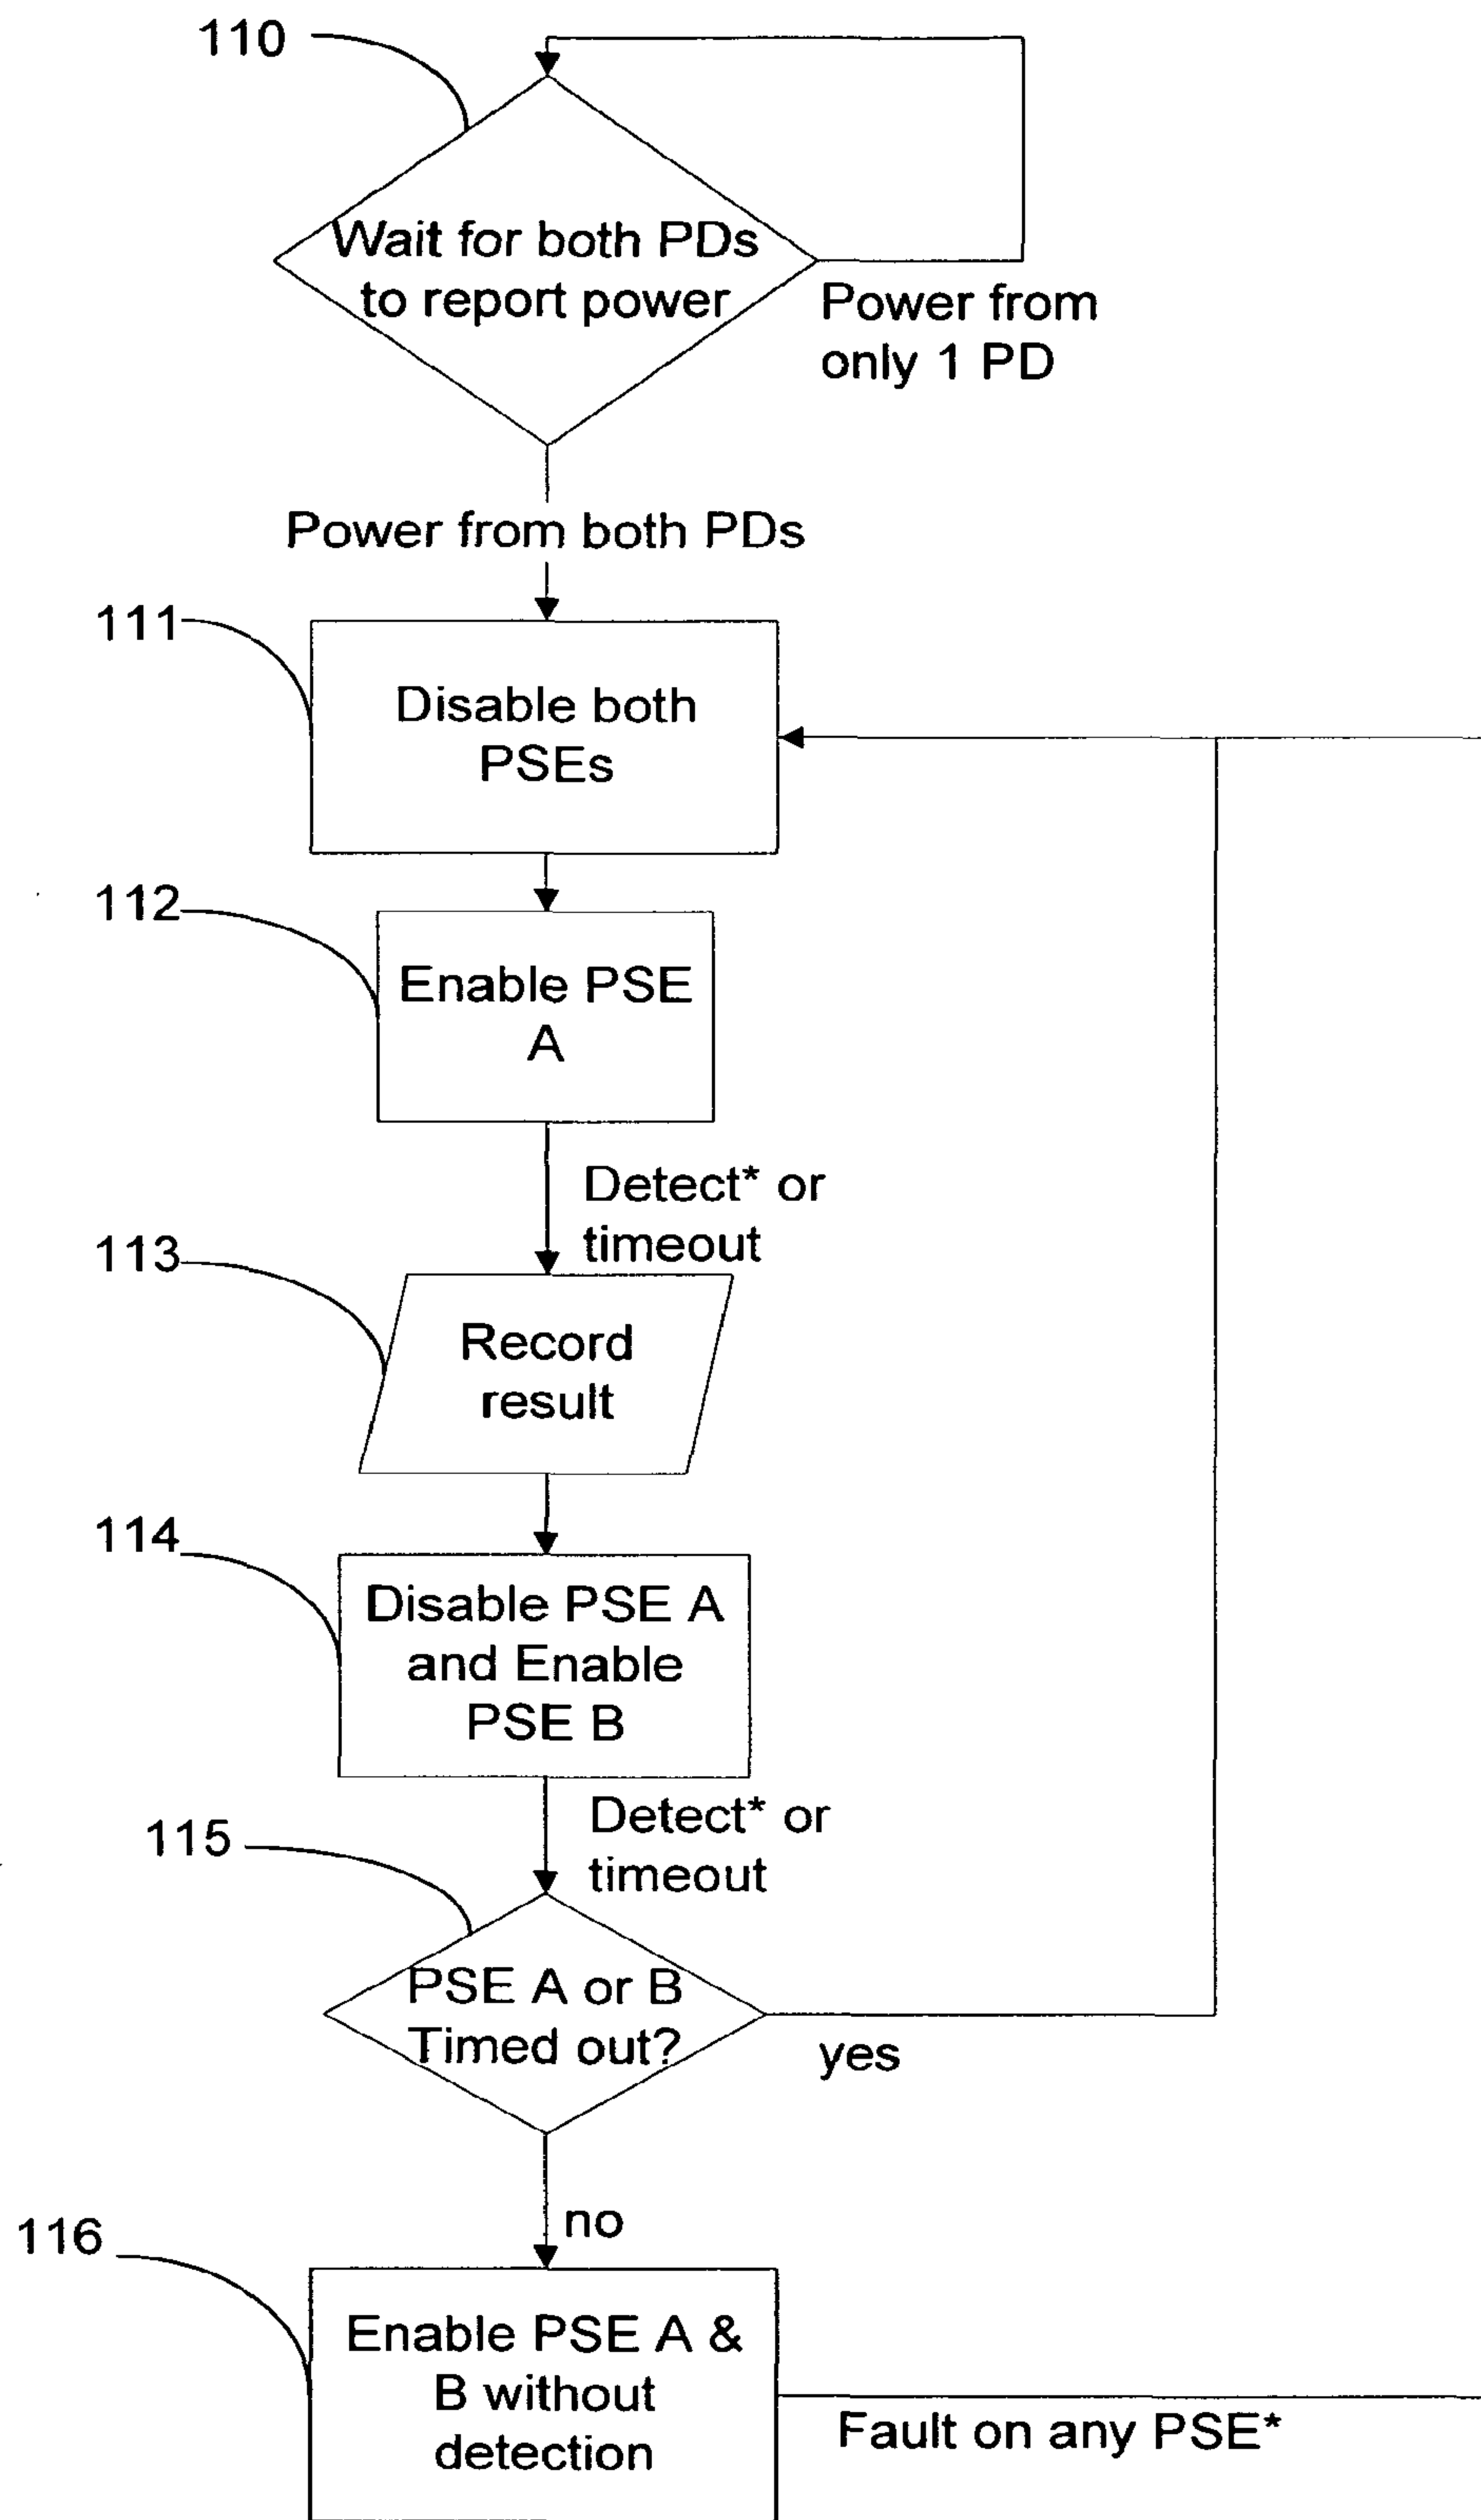 110
Wait for both PDs
to report power
Power from
only 1 PD
Power from both PDs
111
Disable both
PSEs
112
Enable PSE
A
Detect* or
timeout
113
Record
result
114
Disable PSE A
and Enable
PSE B
Detect* or
timeout
115
PSE A or B
Timed out?
yes
no
116
Enable PSE A &
B without
detection
Fault on any PSE*